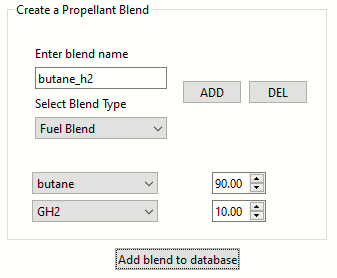 Create a Propellant Blend
Enter blend name
butane_h2
ADD DEL
Select Blend Type
Fuel Blend
butane 90.00
GH2 10.00
Add blend to database